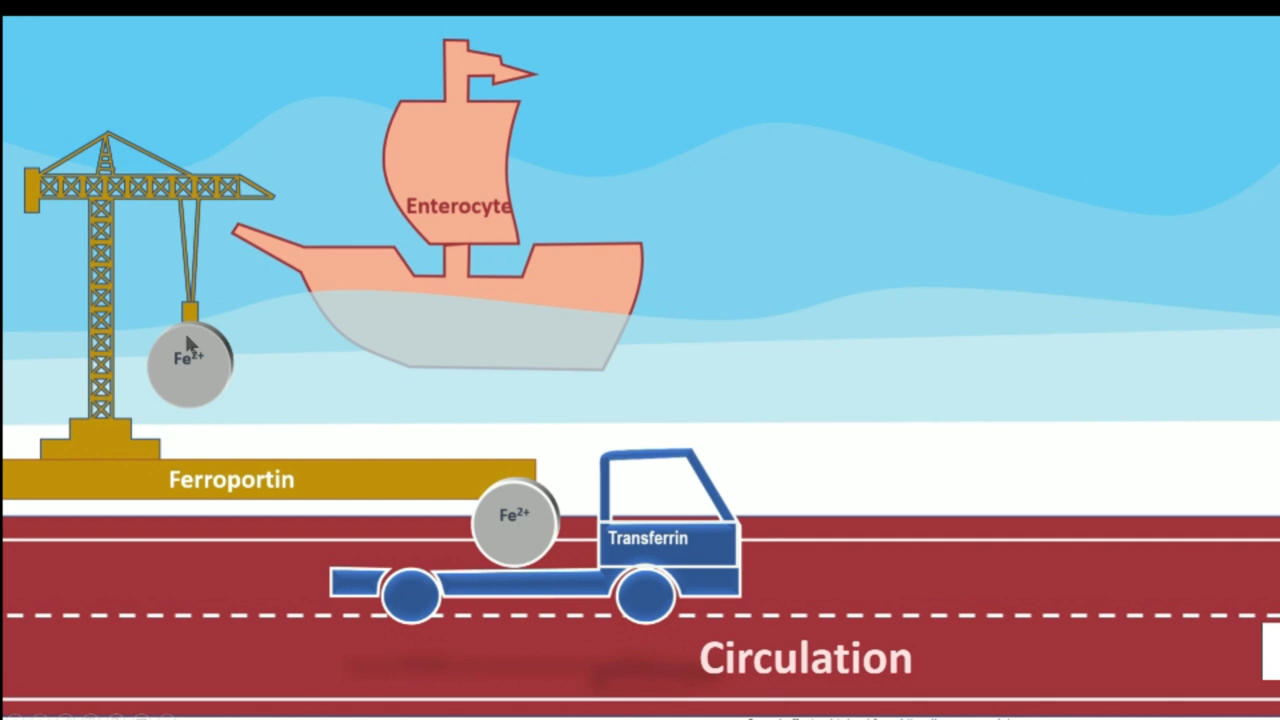 Enterocyte
Fe²⁺
Ferroportin
Fe²⁺
Transferrin
Circulation